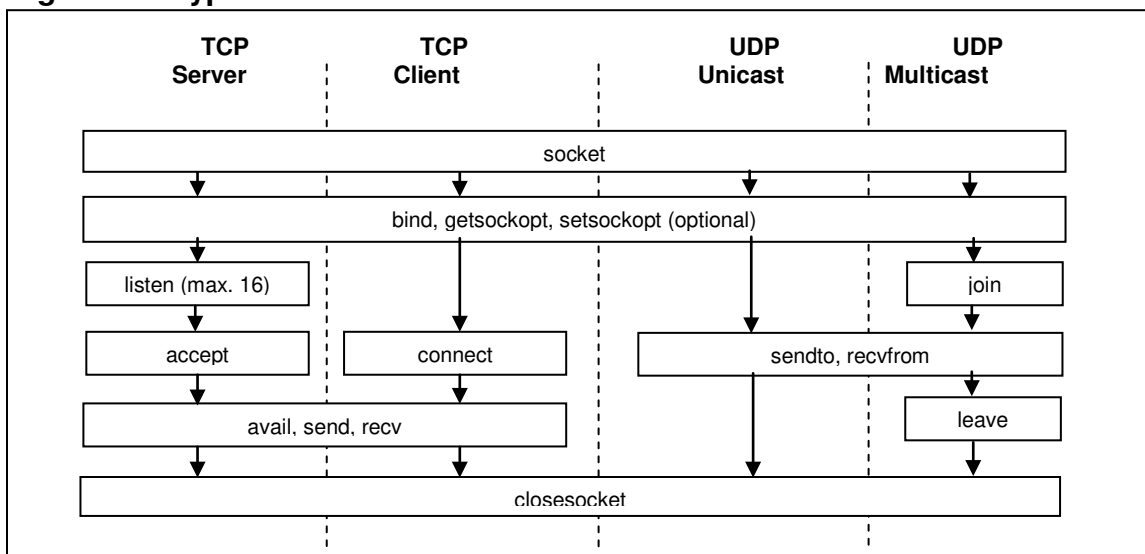 TCP Server
TCP Client
UDP Unicast
UDP Multicast
socket
bind, getsockopt, setsockopt (optional)
listen (max. 16)
join
accept
connect
sendto, recvfrom
avail, send, recv
leave
closesocket